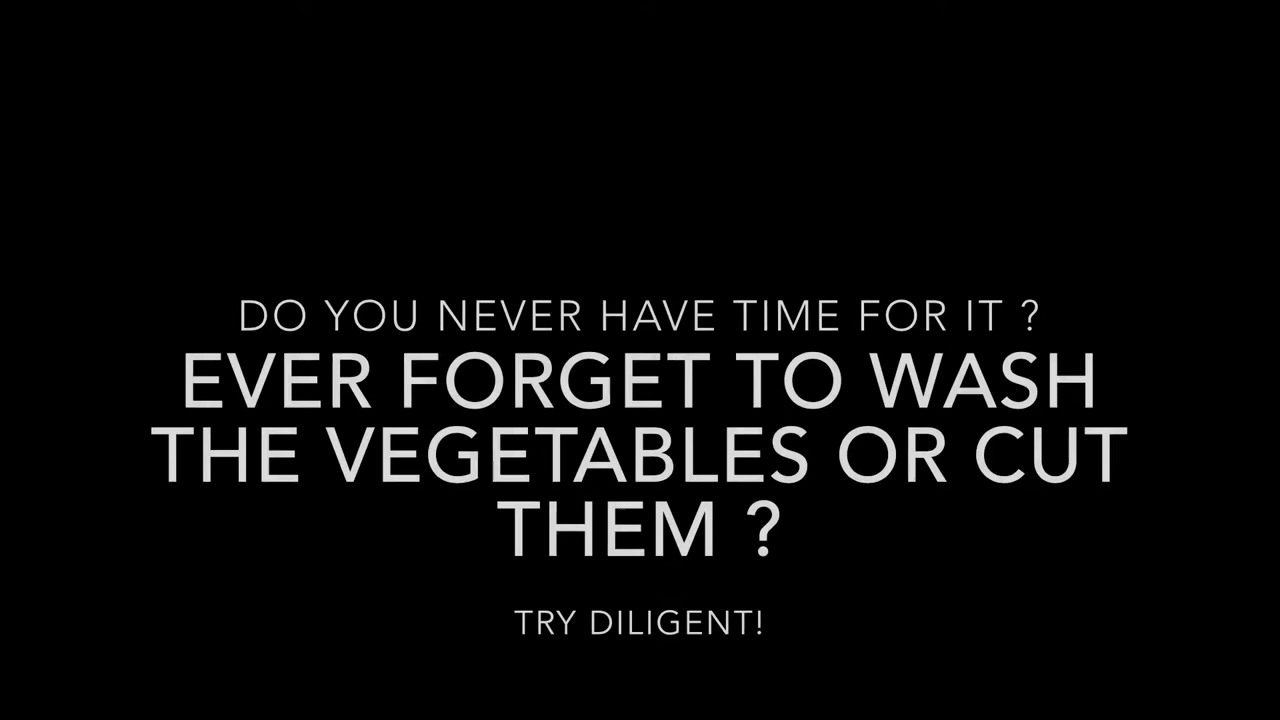 DO YOU NEVER HAVE TIME FOR IT ?
EVER FORGET TO WASH
THE VEGETABLES OR CUT
THEM ?
TRY DILIGENT!